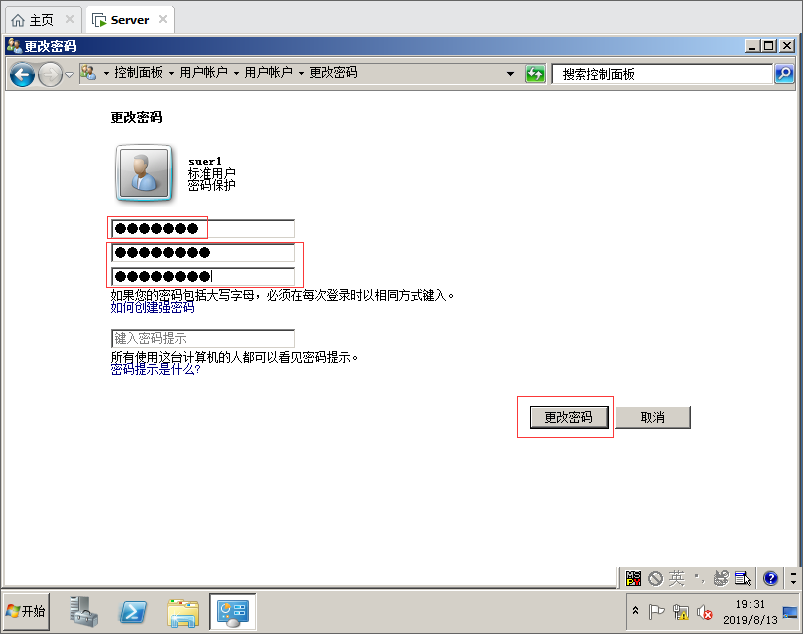 主页
Server
更改密码
控制面板 用户帐户 用户帐户 更改密码
搜索控制面板
更改密码
suer1
标准用户
密码保护
如果您的密码包括大写字母，必须在每次登录时以相同方式键入。
如何创建强密码
键入密码提示
所有使用这台计算机的人都可以看见密码提示。
密码提示是什么?
更改密码
取消
英
开始
19:31
2019/8/13